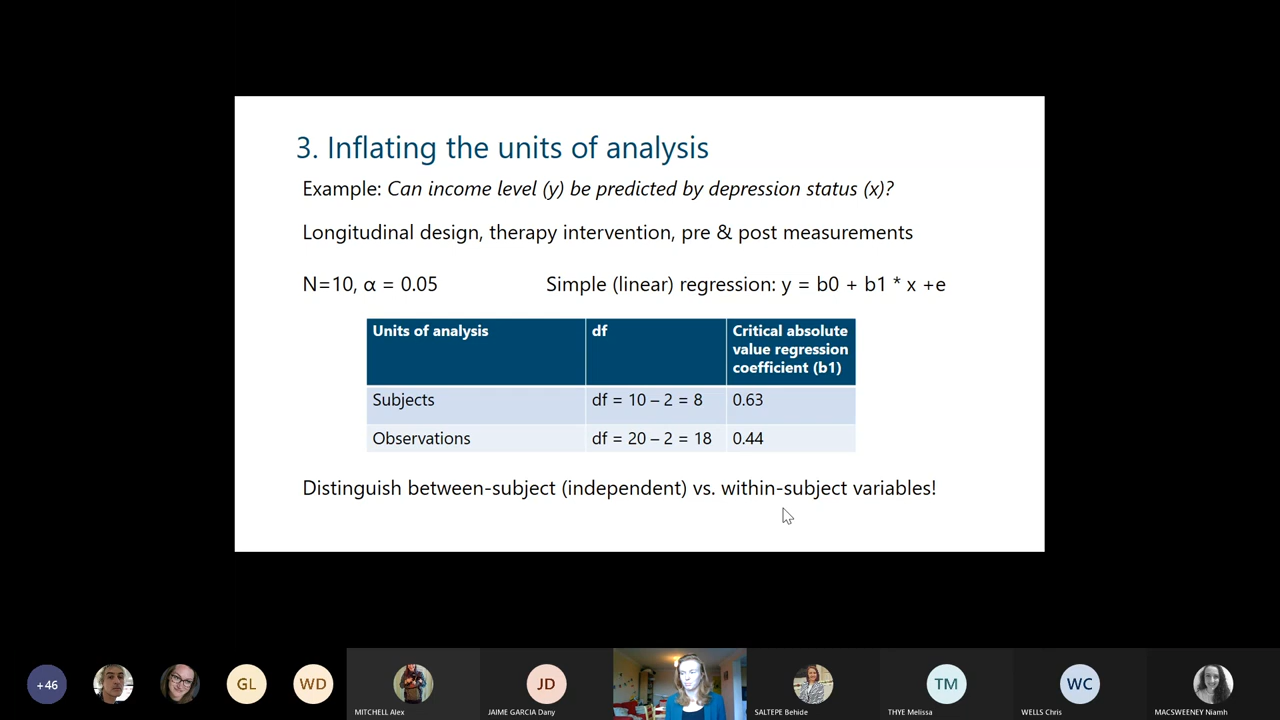 3. Inflating the units of analysis
Example: Can income level (y) be predicted by depression status (x)?
Longitudinal design, therapy intervention, pre & post measurements
N=10, α = 0.05
Simple (linear) regression: y = b0 + b1 * x +e
Units of analysis
df
Critical absolute
value regression
coefficient (b1)
Subjects
df = 10 – 2 = 8
0.63
Observations
df = 20 – 2 = 18
0.44
Distinguish between-subject (independent) vs. within-subject variables!
+46
GL
WD
MITCHELL Alex
JD
JAIME GARCIA Dany
SALTEPE Behide
TM
THYE Melissa
WC
WELLS Chris
MACSWEENEY Niamh